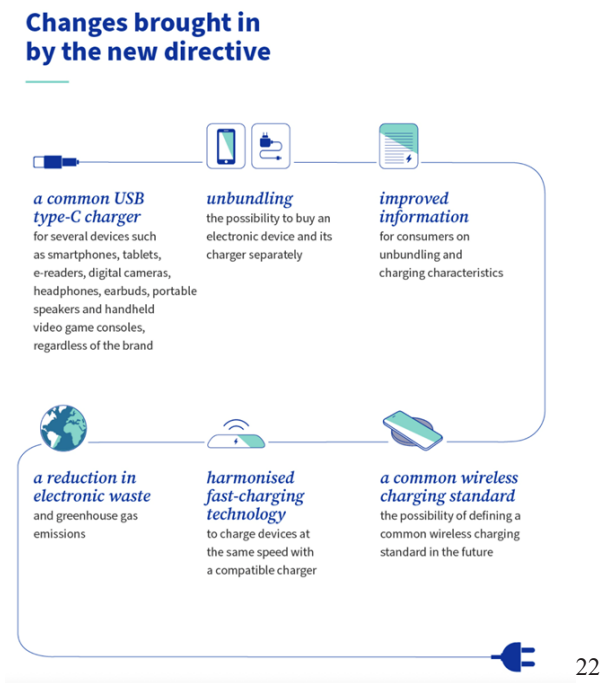 Changes brought in
by the new directive
a common USB
type-C charger
for several devices such
as smartphones, tablets,
e-readers, digital cameras,
headphones, earbuds, portable
speakers and handheld
video game consoles,
regardless of the brand
unbundling
the possibility to buy an
electronic device and its
charger separately
improved
information
for consumers on
unbundling and
charging characteristics
a reduction in
electronic waste
and greenhouse gas
emissions
harmonised
fast-charging
technology
to charge devices at
the same speed with
a compatible charger
a common wireless
charging standard
the possibility of defining a
common wireless charging
standard in the future
22